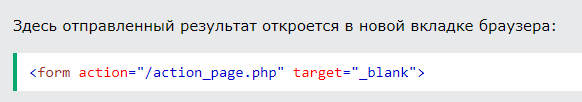 Здесь отправленный результат откроется в новой вкладке браузера:
<form action="/action_page.php" target="_blank">